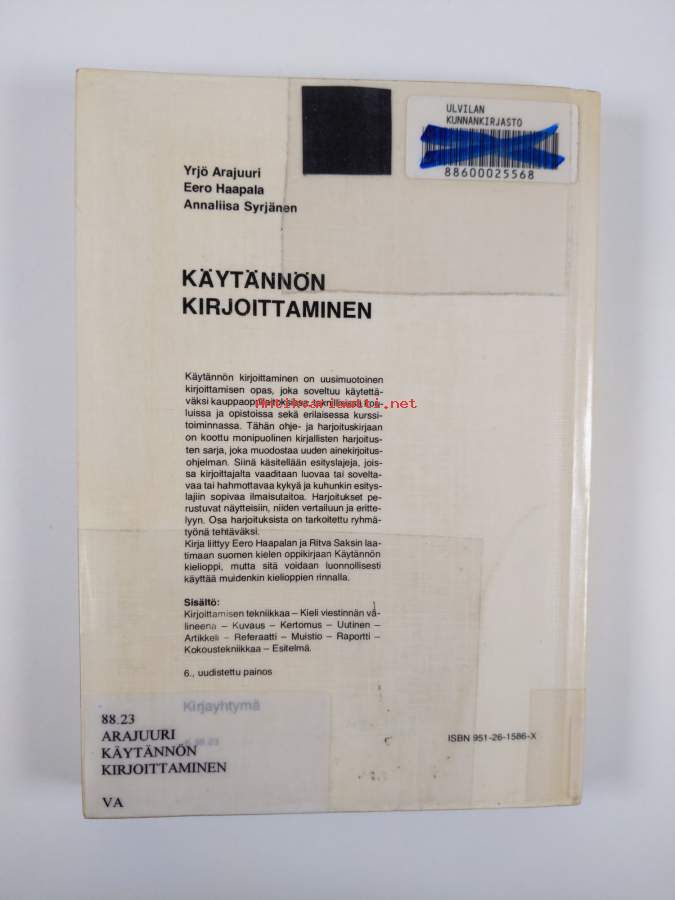 ULVILAN
KUNNANKIRJASTO
88600025568
Yrjö Arajuuri
Eero Haapala
Annaliisa Syrjänen
KÄYTÄNNÖN
KIRJOITTAMINEN
Käytännön kirjoittaminen on uusimuotoinen
kirjoittamisen opas, joka soveltuu käytettä-
väksi kauppaoppilaitoksissa, teknillisissä kou-
Antikvariaatti.net
luissa ja opistoissa sekä erilaisessa kurssi-
toiminnassa. Tähän ohje- ja harjoituskirjaan
on koottu monipuolinen kirjallisten harjoitus-
ten sarja, joka muodostaa uuden ainekirjoitus-
ohjelman. Siinä käsitellään esityslajeja, jois-
sa kirjoittajalta vaaditaan luovaa tai sovelta-
vaa tai hahmottavaa kykyä ja kuhunkin esitys-
lajiin sopivaa ilmaisutaitoa. Harjoitukset pe-
rustuvat näytteisiin, niiden vertailuun ja eritte-
lyyn. Osa harjoituksista on tarkoitettu ryhmä-
työnä tehtäväksi.
Kirja liittyy Eero Haapalan ja Ritva Saksin laa-
timaan suomen kielen oppikirjaan Käytännön
kielioppi, mutta sitä voidaan luonnollisesti
käyttää muidenkin kielioppien rinnalla.
Sisältö:
Kirjoittamisen tekniikkaa – Kieli viestinnän vä-
lineenä – Kuvaus – Kertomus – Uutinen –
Artikkeli – Referaatti – Muistio – Raportti –
Kokoustekniikkaa – Esitelmä.
6., uudistettu painos
Kirjayhtymä
88.23
ARAJUURI
KÄYTÄNNÖN
KIRJOITTAMINEN
VA
ISBN 951-26-1586-X